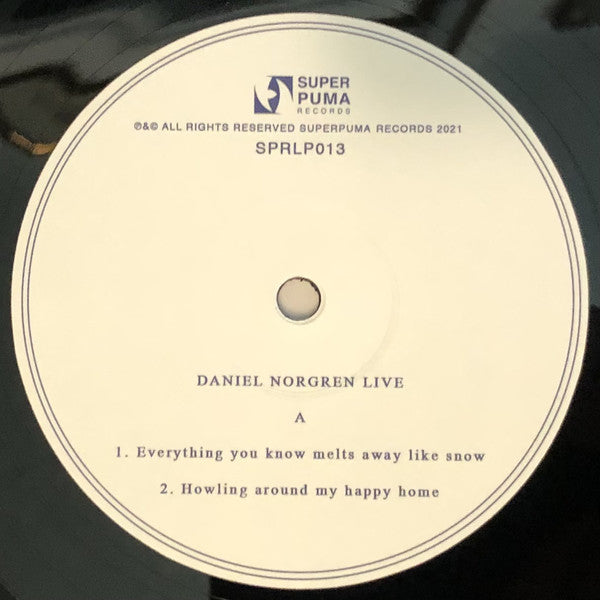 SUPER
PUMA
RECORDS
℗&© ALL RIGHTS RESERVED SUPERPUMA RECORDS 2021
SPRLP013
DANIEL NORGREN LIVE
A
1. Everything you know melts away like snow
2. Howling around my happy home